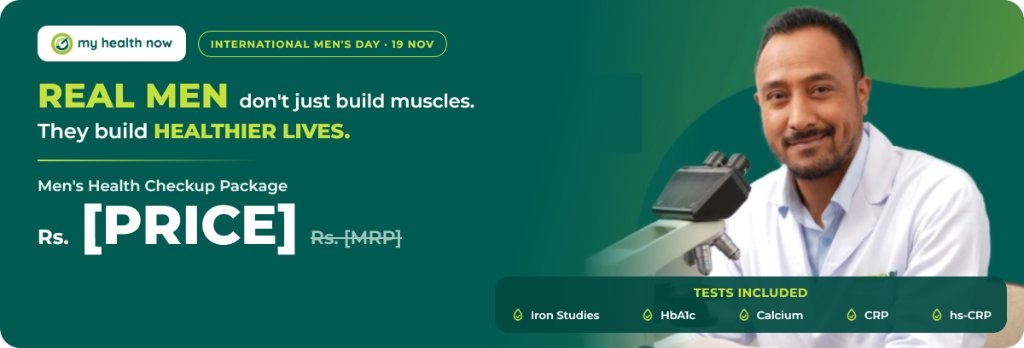 my health now
INTERNATIONAL MEN'S DAY · 19 NOV
REAL MEN don't just build muscles.
They build HEALTHIER LIVES.
Men's Health Checkup Package
Rs. [PRICE] Rs. [MRP]
TESTS INCLUDED
Iron Studies HbA1c Calcium CRP hs-CRP